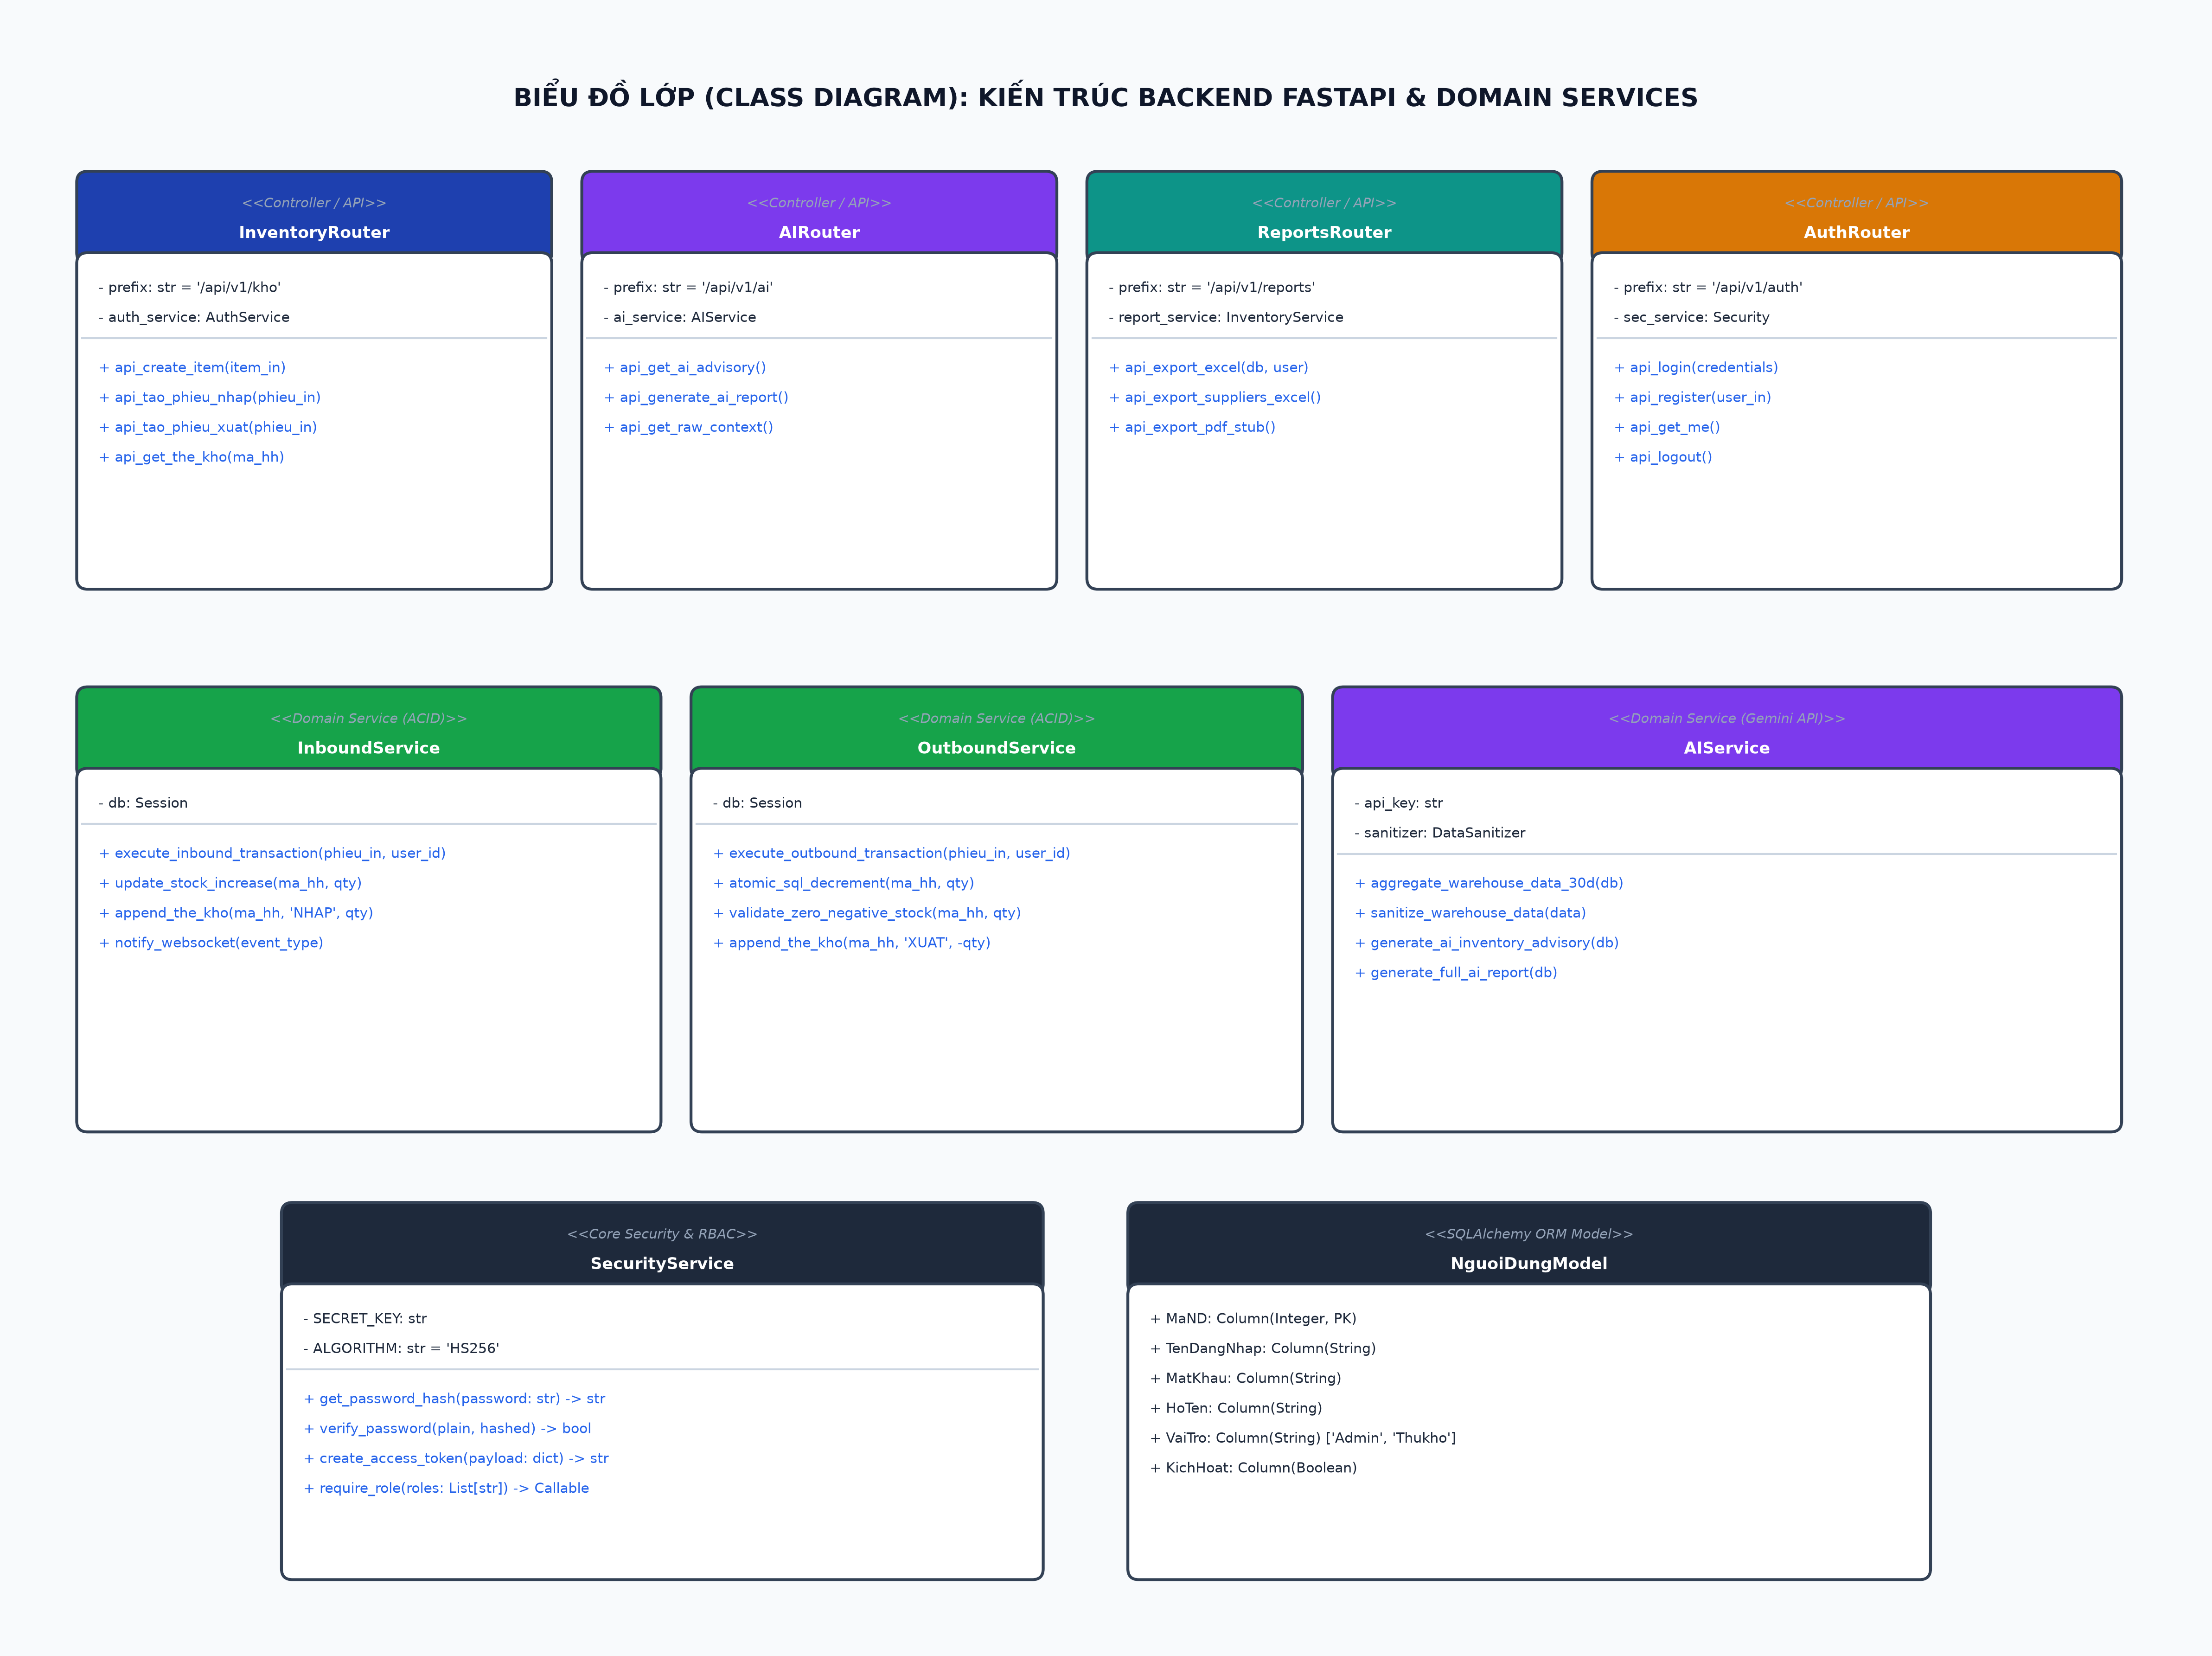 BIỂU ĐỒ LỚP (CLASS DIAGRAM): KIẾN TRÚC BACKEND FASTAPI & DOMAIN SERVICES
<<Controller / API>>
InventoryRouter
- prefix: str = '/api/v1/kho'
- auth_service: AuthService
+ api_create_item(item_in)
+ api_tao_phieu_nhap(phieu_in)
+ api_tao_phieu_xuat(phieu_in)
+ api_get_the_kho(ma_hh)
<<Controller / API>>
AIRouter
- prefix: str = '/api/v1/ai'
- ai_service: AIService
+ api_get_ai_advisory()
+ api_generate_ai_report()
+ api_get_raw_context()
<<Controller / API>>
ReportsRouter
- prefix: str = '/api/v1/reports'
- report_service: InventoryService
+ api_export_excel(db, user)
+ api_export_suppliers_excel()
+ api_export_pdf_stub()
<<Controller / API>>
AuthRouter
- prefix: str = '/api/v1/auth'
- sec_service: Security
+ api_login(credentials)
+ api_register(user_in)
+ api_get_me()
+ api_logout()
<<Domain Service (ACID)>>
InboundService
- db: Session
+ execute_inbound_transaction(phieu_in, user_id)
+ update_stock_increase(ma_hh, qty)
+ append_the_kho(ma_hh, 'NHAP', qty)
+ notify_websocket(event_type)
<<Domain Service (ACID)>>
OutboundService
- db: Session
+ execute_outbound_transaction(phieu_in, user_id)
+ atomic_sql_decrement(ma_hh, qty)
+ validate_zero_negative_stock(ma_hh, qty)
+ append_the_kho(ma_hh, 'XUAT', -qty)
<<Domain Service (Gemini API)>>
AIService
- api_key: str
- sanitizer: DataSanitizer
+ aggregate_warehouse_data_30d(db)
+ sanitize_warehouse_data(data)
+ generate_ai_inventory_advisory(db)
+ generate_full_ai_report(db)
<<Core Security & RBAC>>
SecurityService
- SECRET_KEY: str
- ALGORITHM: str = 'HS256'
+ get_password_hash(password: str) -> str
+ verify_password(plain, hashed) -> bool
+ create_access_token(payload: dict) -> str
+ require_role(roles: List[str]) -> Callable
<<SQLAlchemy ORM Model>>
NguoiDungModel
+ MaND: Column(Integer, PK)
+ TenDangNhap: Column(String)
+ MatKhau: Column(String)
+ HoTen: Column(String)
+ VaiTro: Column(String) ['Admin', 'Thukho']
+ KichHoat: Column(Boolean)